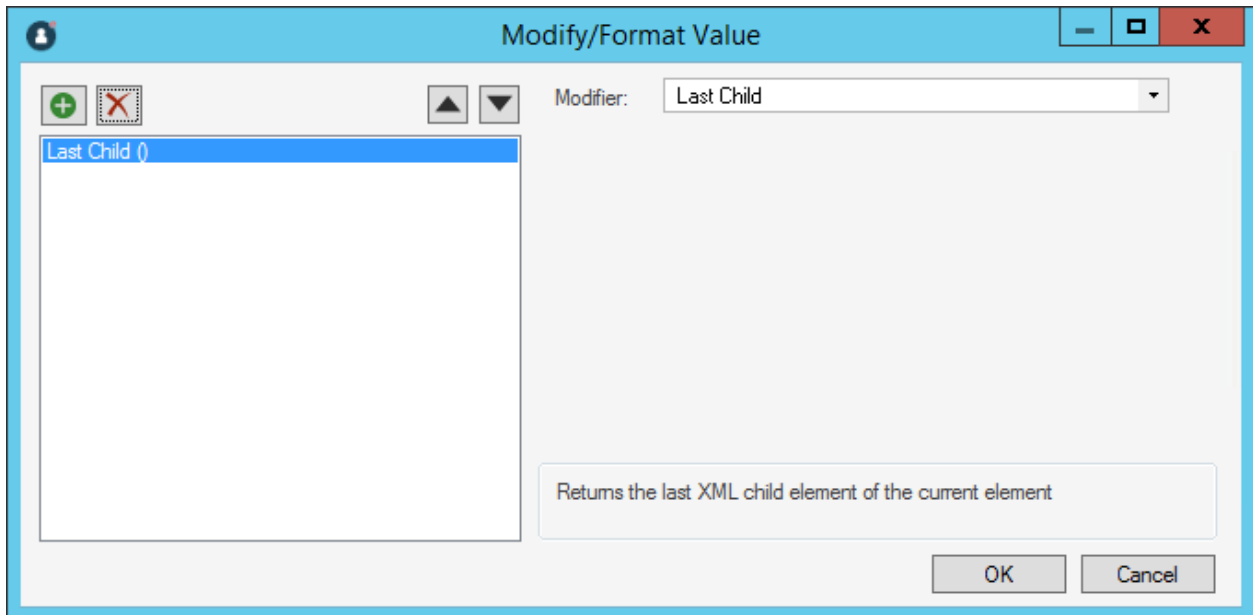 Modify/Format Value
Modifier: Last Child
Last Child ()
Returns the last XML child element of the current element
OK Cancel